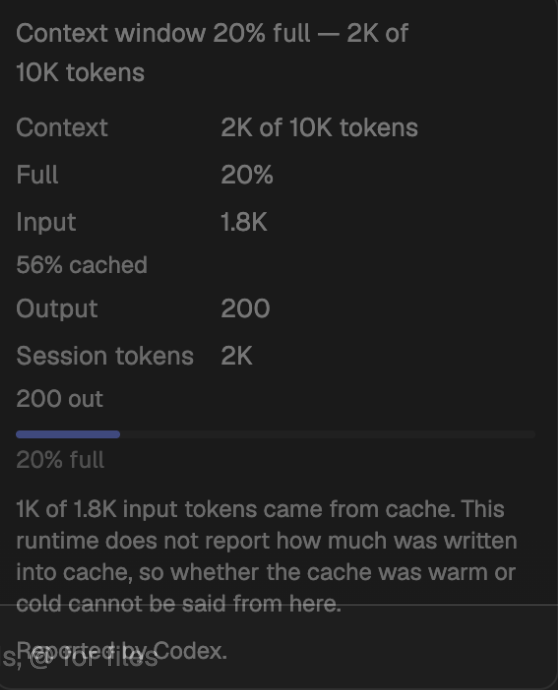 Context window 20% full — 2K of
10K tokens
Context 2K of 10K tokens
Full 20%
Input 1.8K
56% cached
Output 200
Session tokens 2K
200 out
20% full
1K of 1.8K input tokens came from cache. This
runtime does not report how much was written
into cache, so whether the cache was warm or
cold cannot be said from here.
Reported by Codex.
s, @ for files